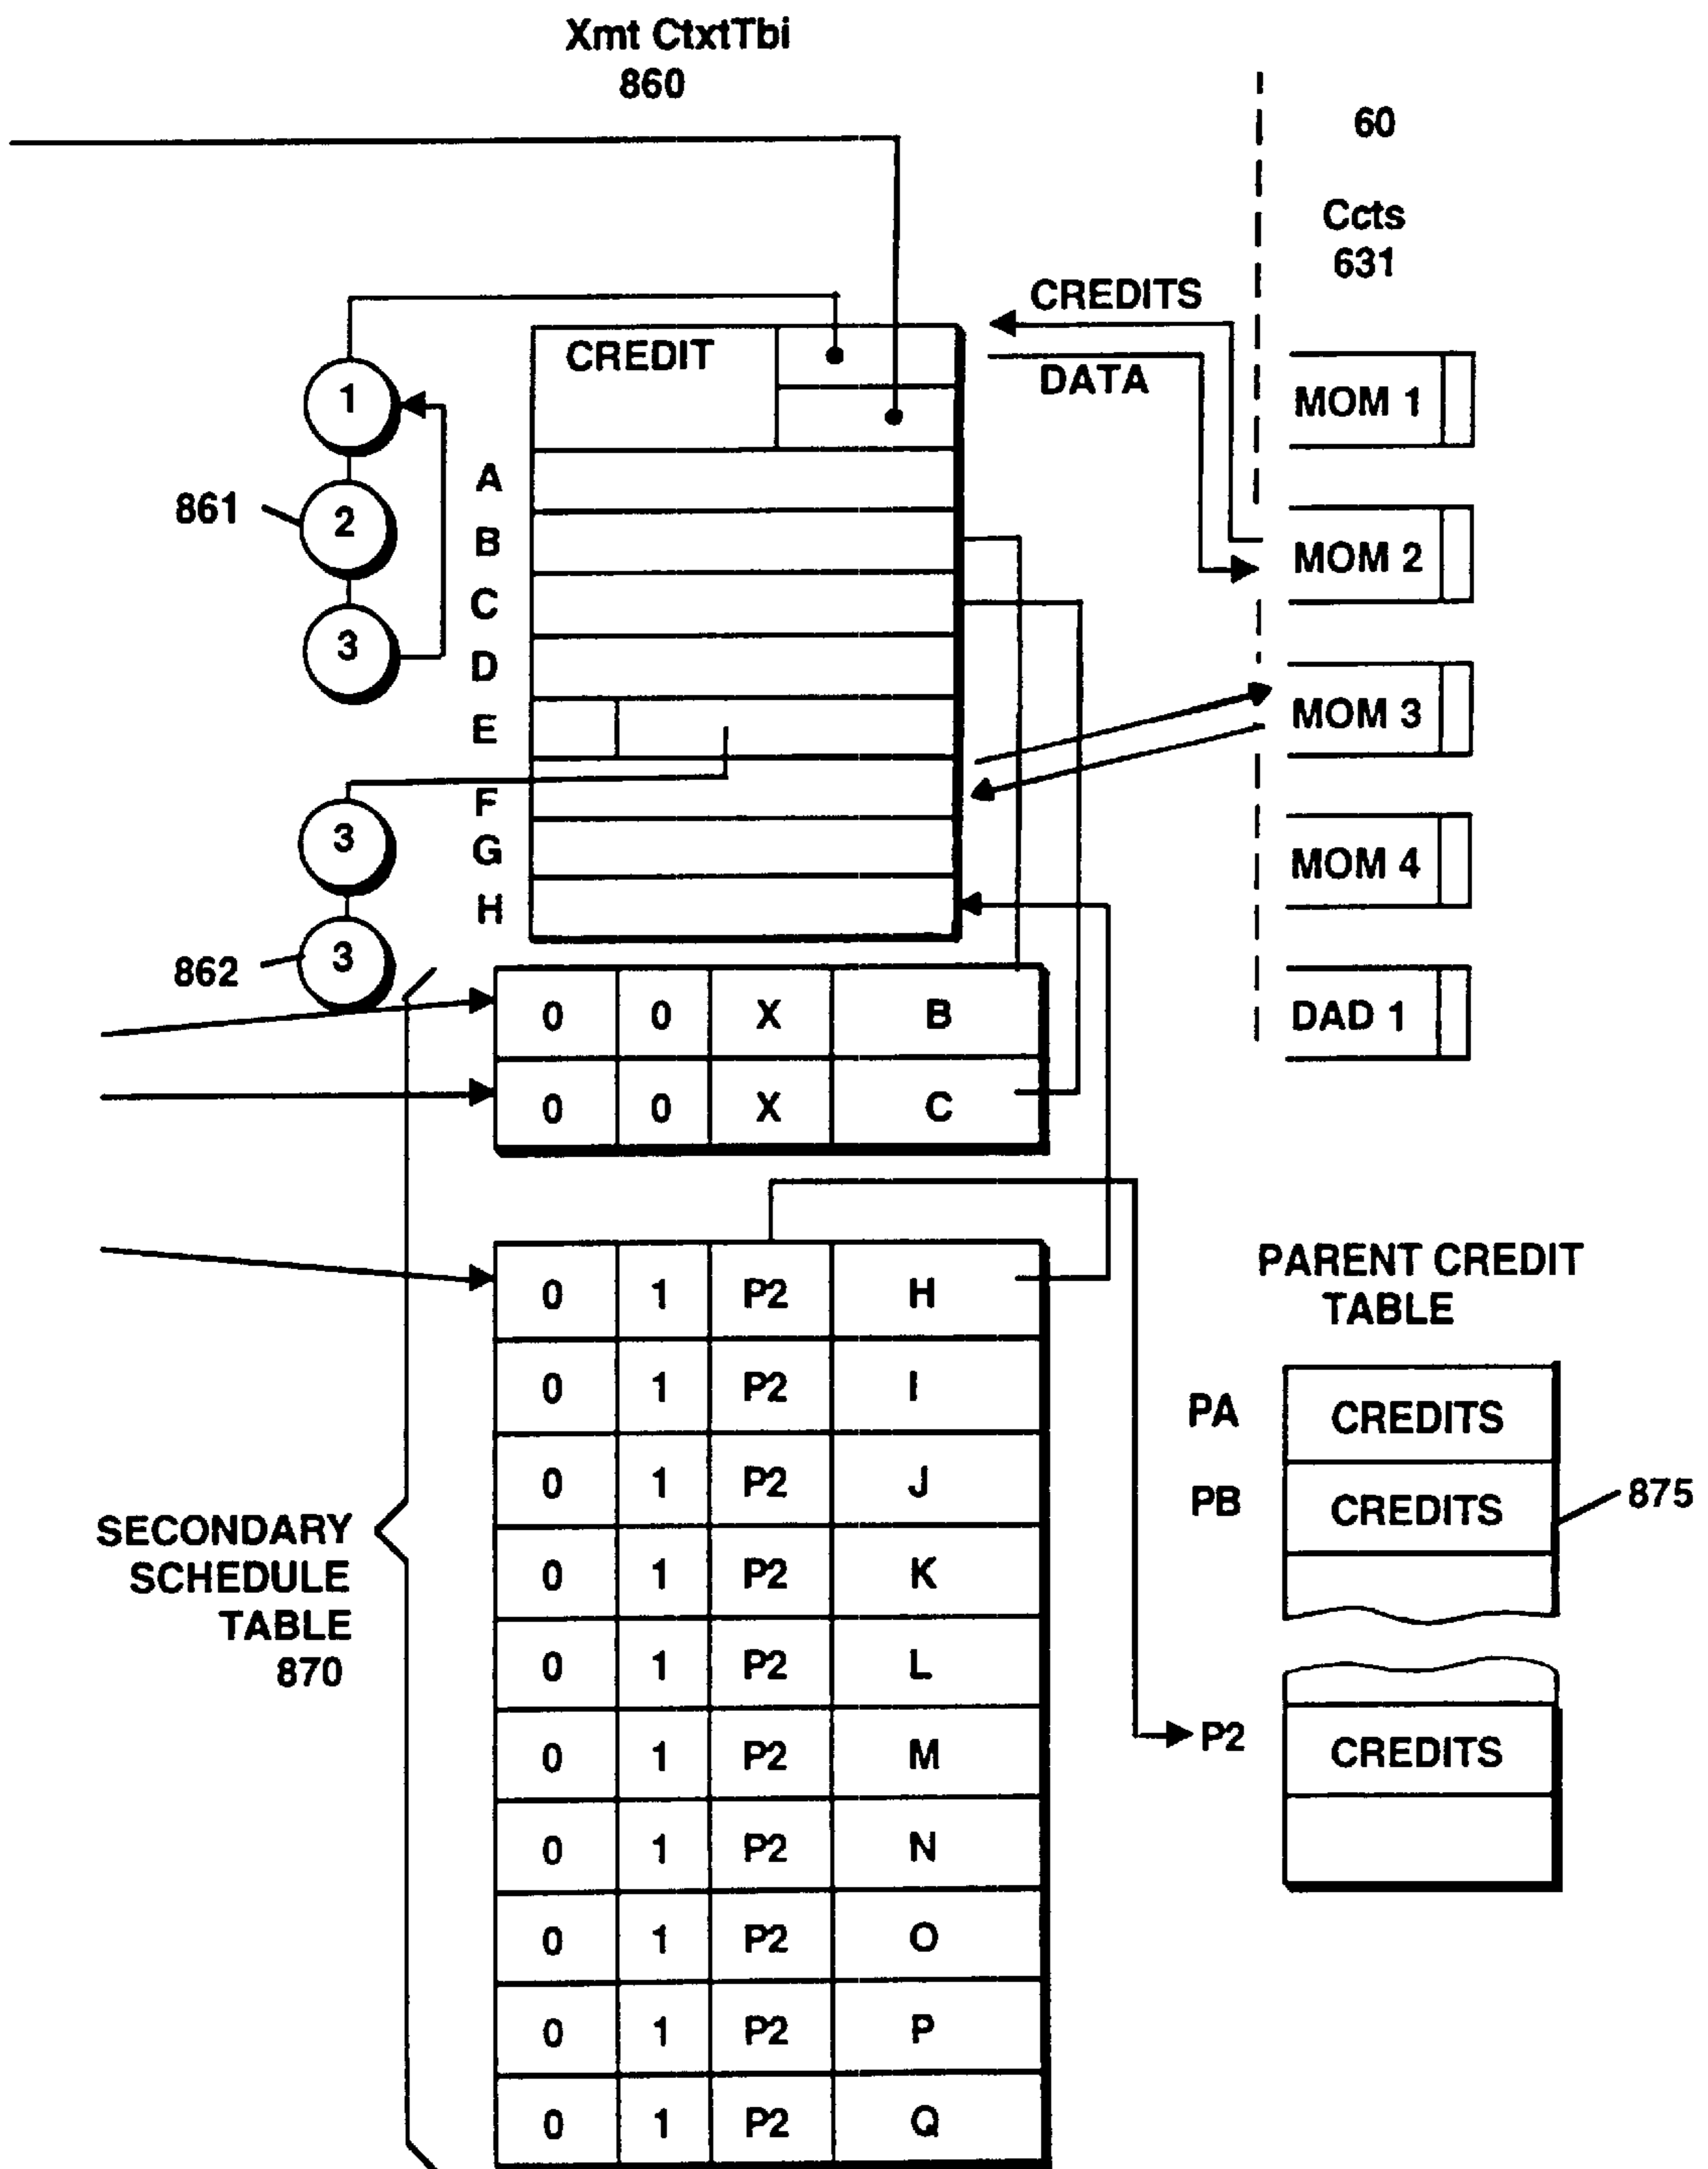 Xmt CtxtTbi
860
60
Ccts
631
CREDITS
DATA
CREDIT
1
2
3
861
A
B
C
D
E
F
G
H
3
3
862
MOM 1
MOM 2
MOM 3
MOM 4
DAD 1
0 0 X B
0 0 X C
0 1 P2 H
0 1 P2 I
0 1 P2 J
0 1 P2 K
0 1 P2 L
0 1 P2 M
0 1 P2 N
0 1 P2 O
0 1 P2 P
0 1 P2 Q
SECONDARY
SCHEDULE
TABLE
870
PARENT CREDIT
TABLE
PA CREDITS
PB CREDITS
875
P2 CREDITS